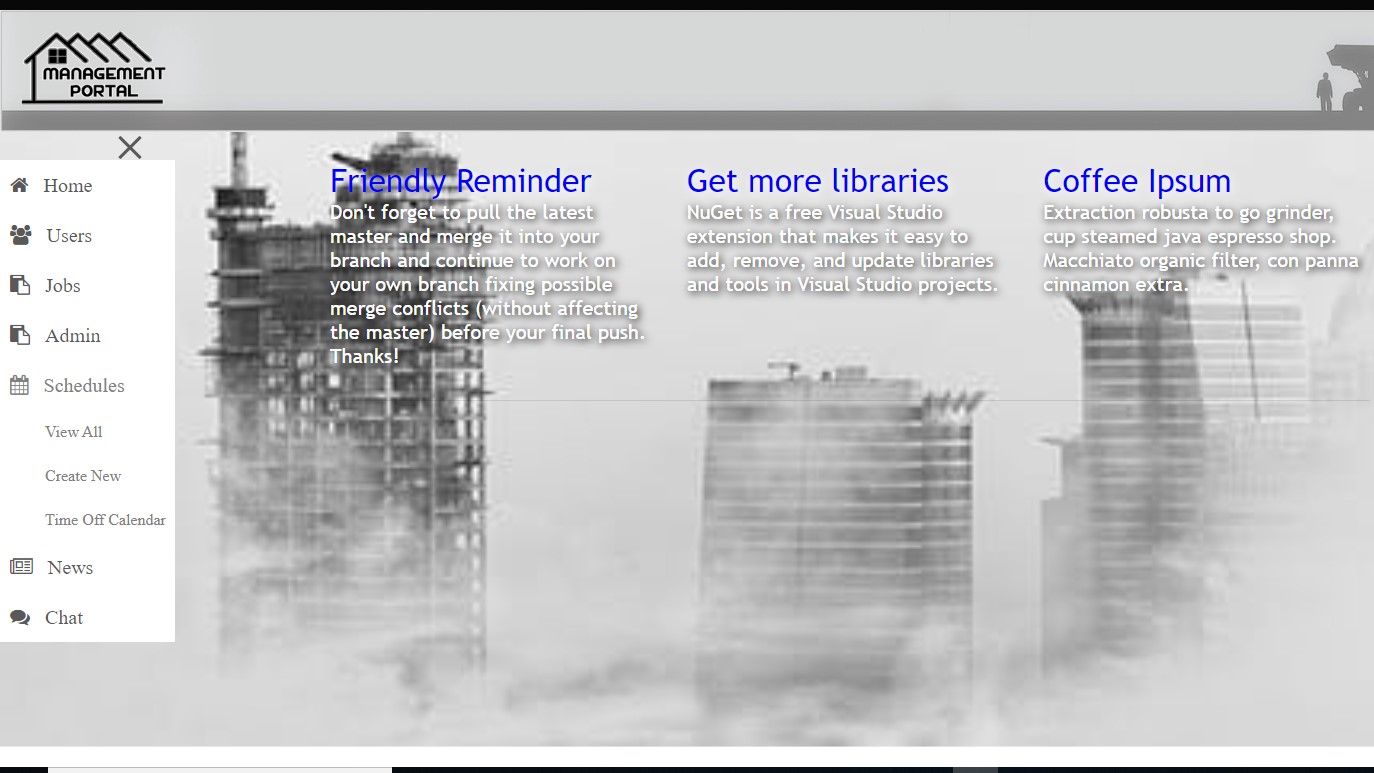 MANAGEMENT
PORTAL
Home
Users
Jobs
Admin
Schedules
View All
Create New
Time Off Calendar
News
Chat
Friendly Reminder
Don't forget to pull the latest
master and merge it into your
branch and continue to work on
your own branch fixing possible
merge conflicts (without affecting
the master) before your final push.
Thanks!
Get more libraries
NuGet is a free Visual Studio
extension that makes it easy to
add, remove, and update libraries
and tools in Visual Studio projects.
Coffee Ipsum
Extraction robusta to go grinder,
cup steamed java espresso shop.
Macchiato organic filter, con panna
cinnamon extra.